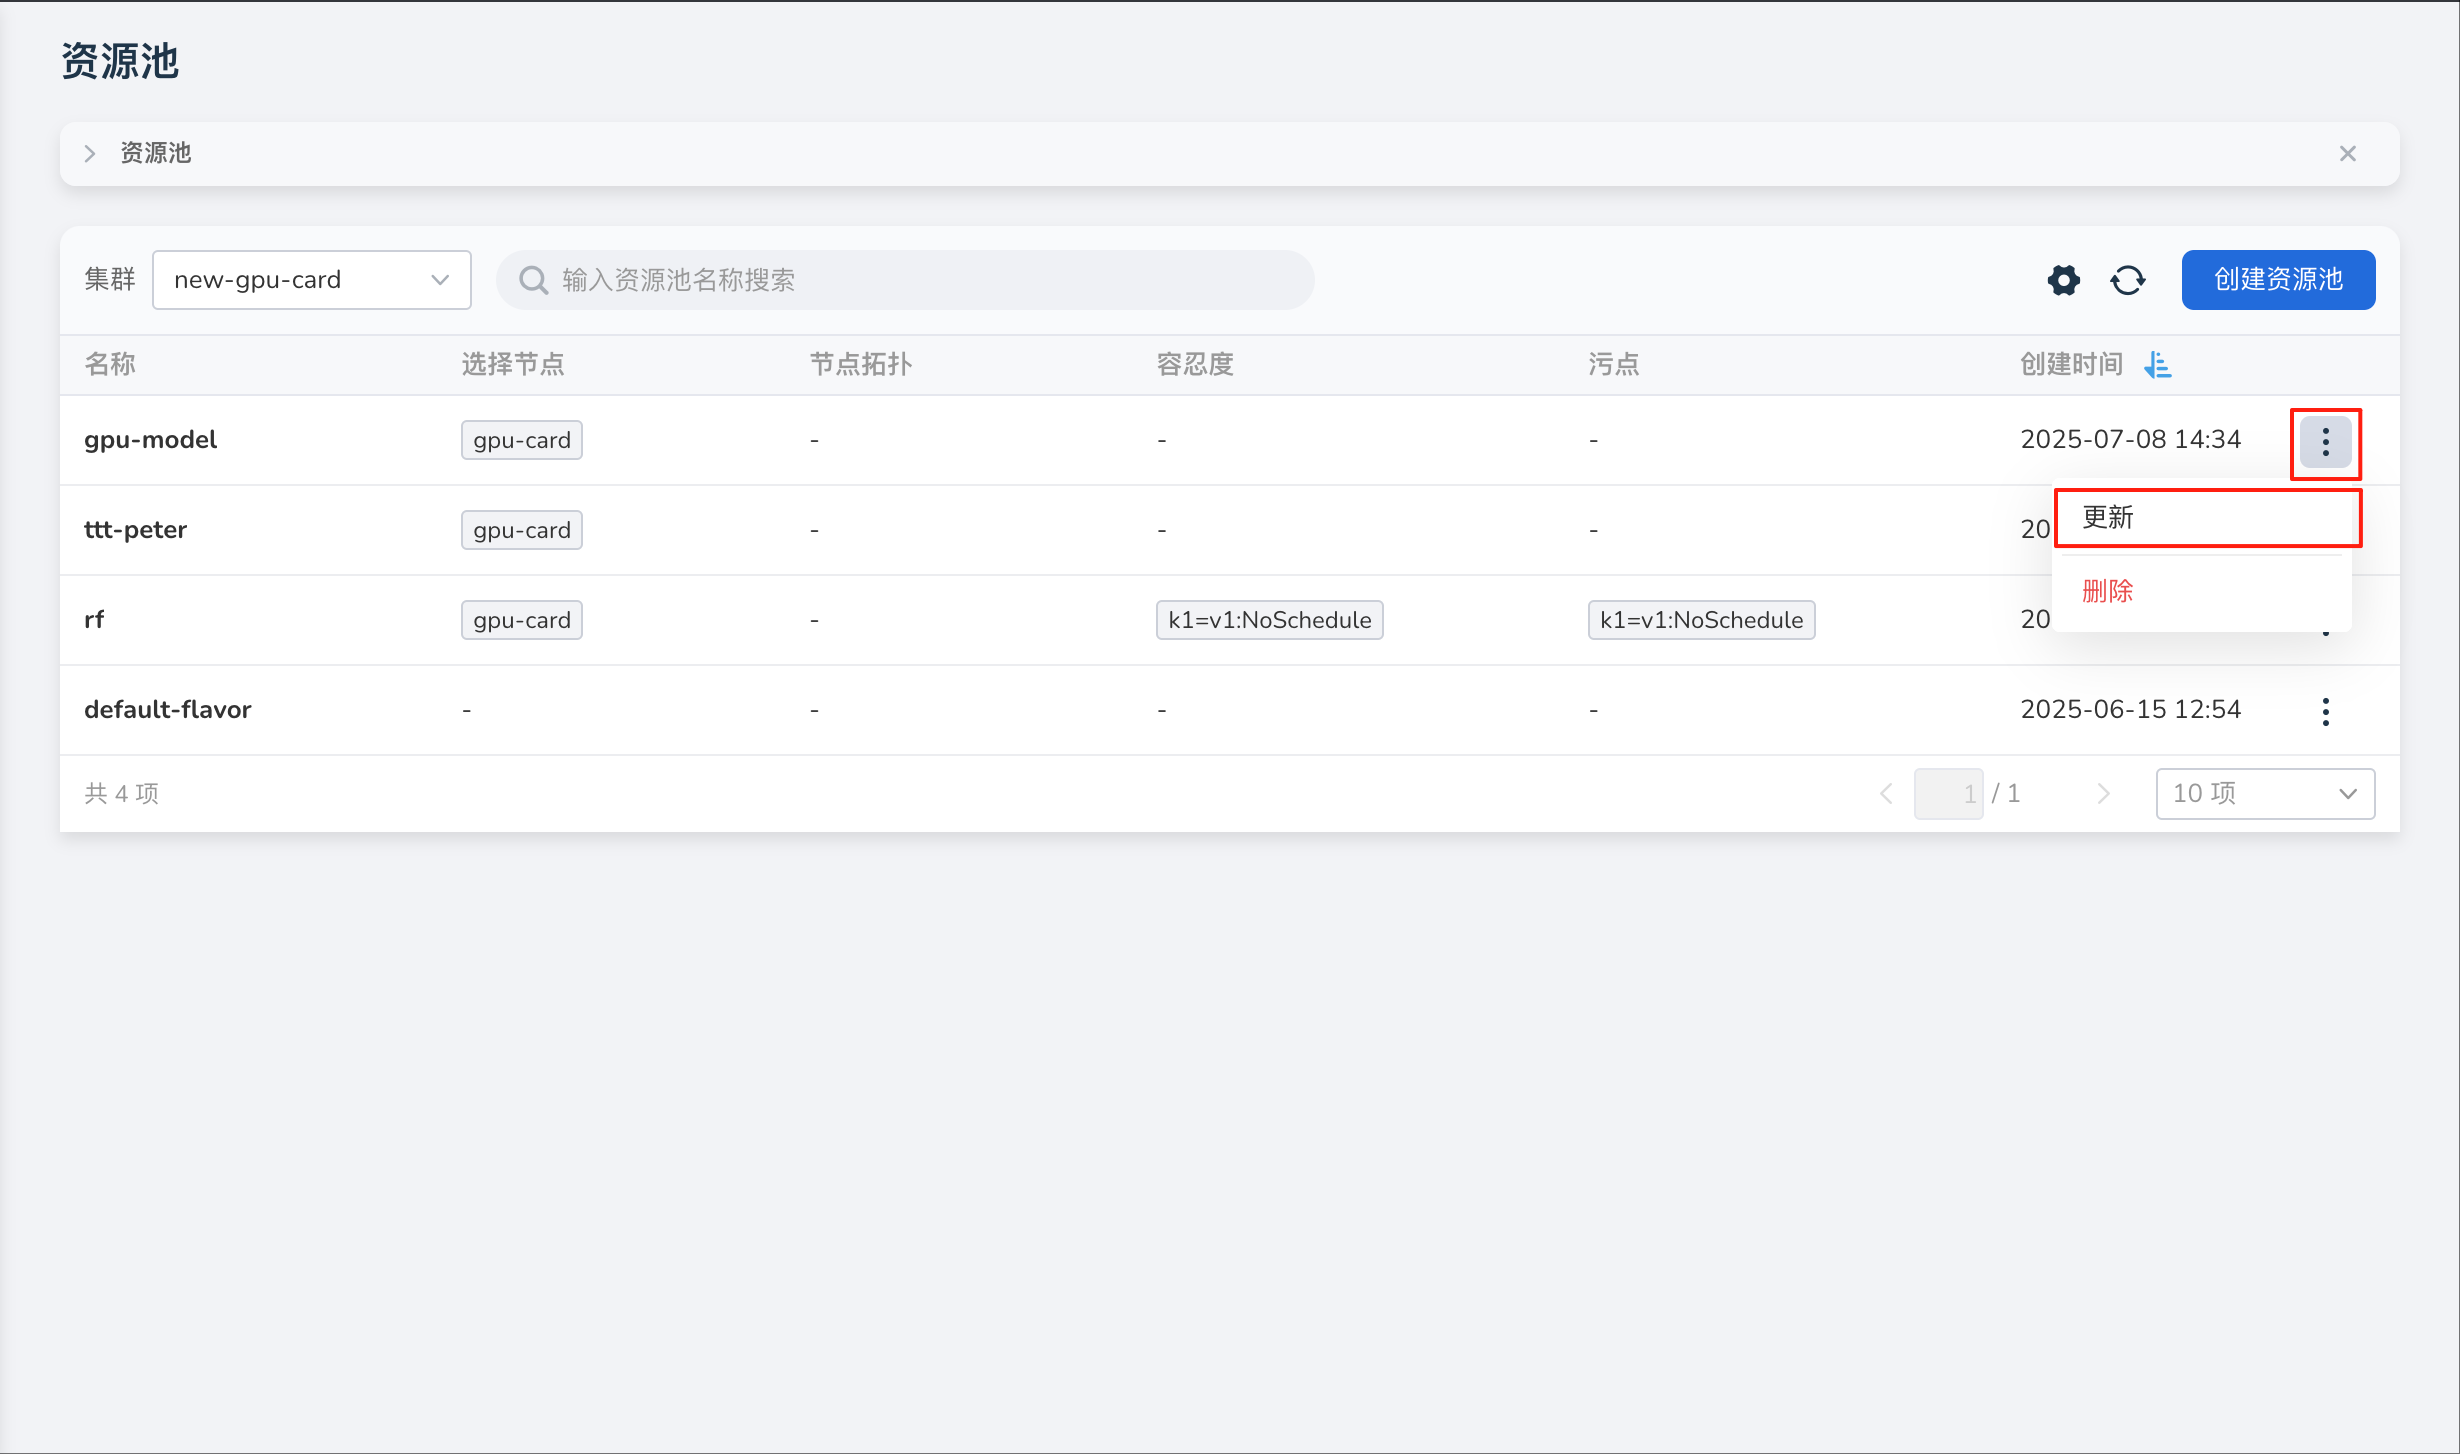 资源池
资源池
集群 new-gpu-card 输入资源池名称搜索 创建资源池
名称 选择节点 节点拓扑 容忍度 污点 创建时间
gpu-model gpu-card - - - 2025-07-08 14:34
ttt-peter gpu-card - - - 20
更新
rf gpu-card - k1=v1:NoSchedule k1=v1:NoSchedule 20
删除
default-flavor - - - - 2025-06-15 12:54
共 4 项 1 / 1 10 项